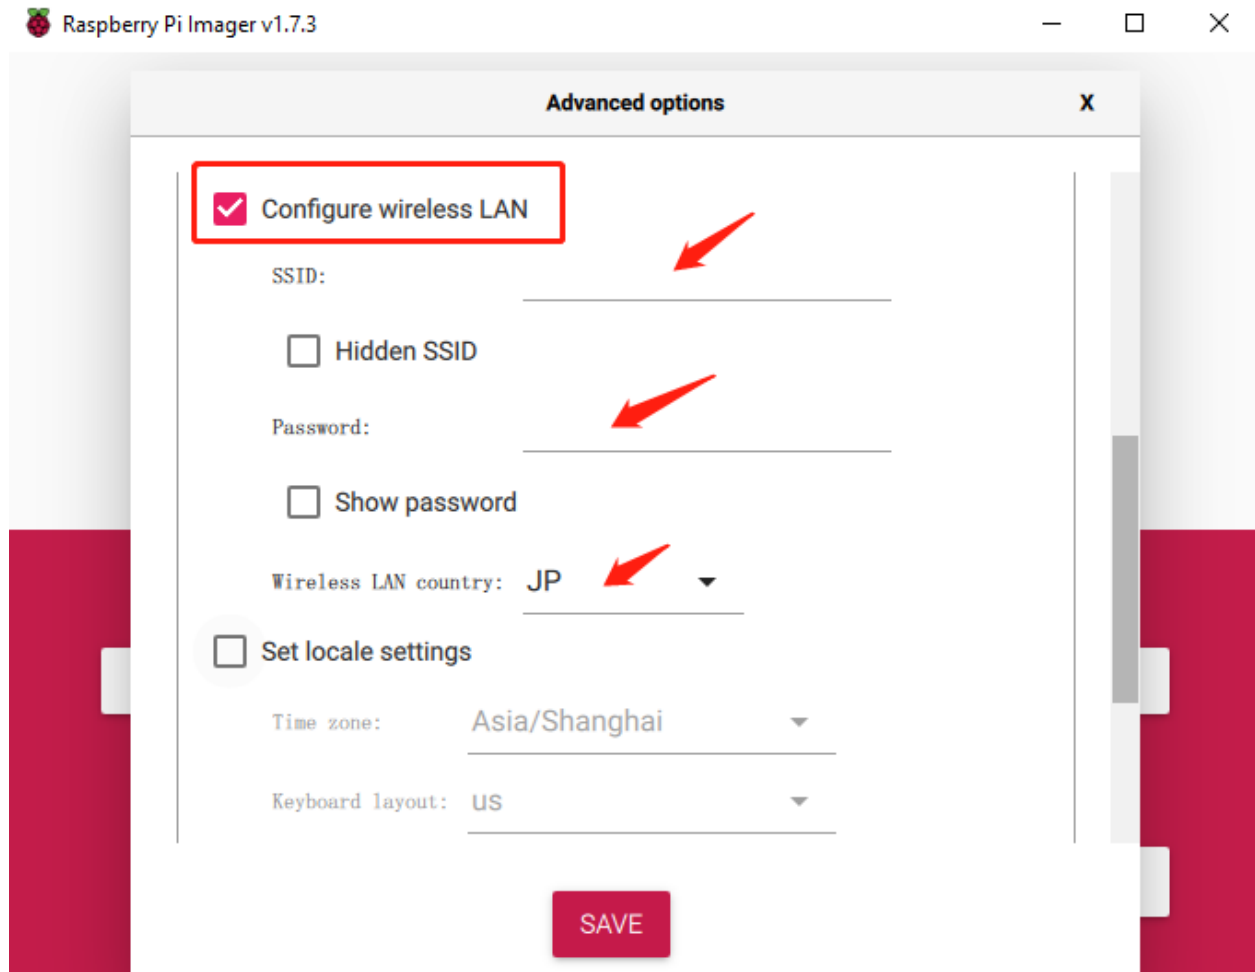 Raspberry Pi Imager v1.7.3
Advanced options X
Configure wireless LAN
SSID:
Hidden SSID
Password:
Show password
Wireless LAN country: JP
Set locale settings
Time zone: Asia/Shanghai
Keyboard layout: us
SAVE